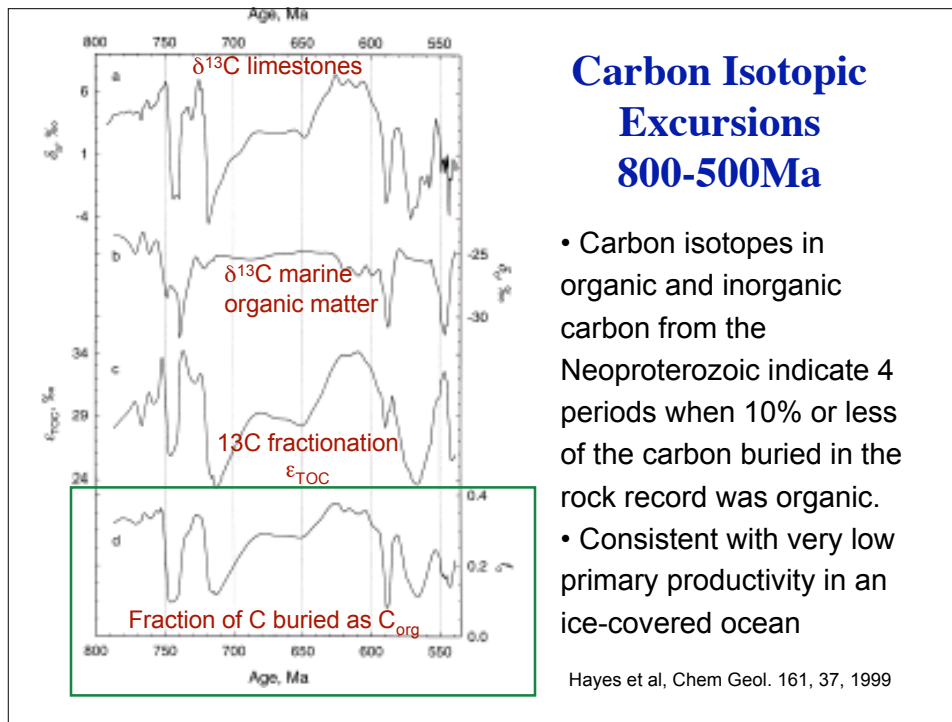 Age, Ma
800 750 700 650 600 550
a
δ¹³C limestones
6
1
-4
b
δ¹³C marine
organic matter
-25
-30
34
29
24
c
ε_TOC, ‰
13C fractionation
ε_TOC
d
0.4
0.2
0.0
Fraction of C buried as C_org
800 750 700 650 600 550
Age, Ma
Carbon Isotopic
Excursions
800-500Ma
• Carbon isotopes in
organic and inorganic
carbon from the
Neoproterozoic indicate 4
periods when 10% or less
of the carbon buried in the
rock record was organic.
• Consistent with very low
primary productivity in an
ice-covered ocean
Hayes et al, Chem Geol. 161, 37, 1999